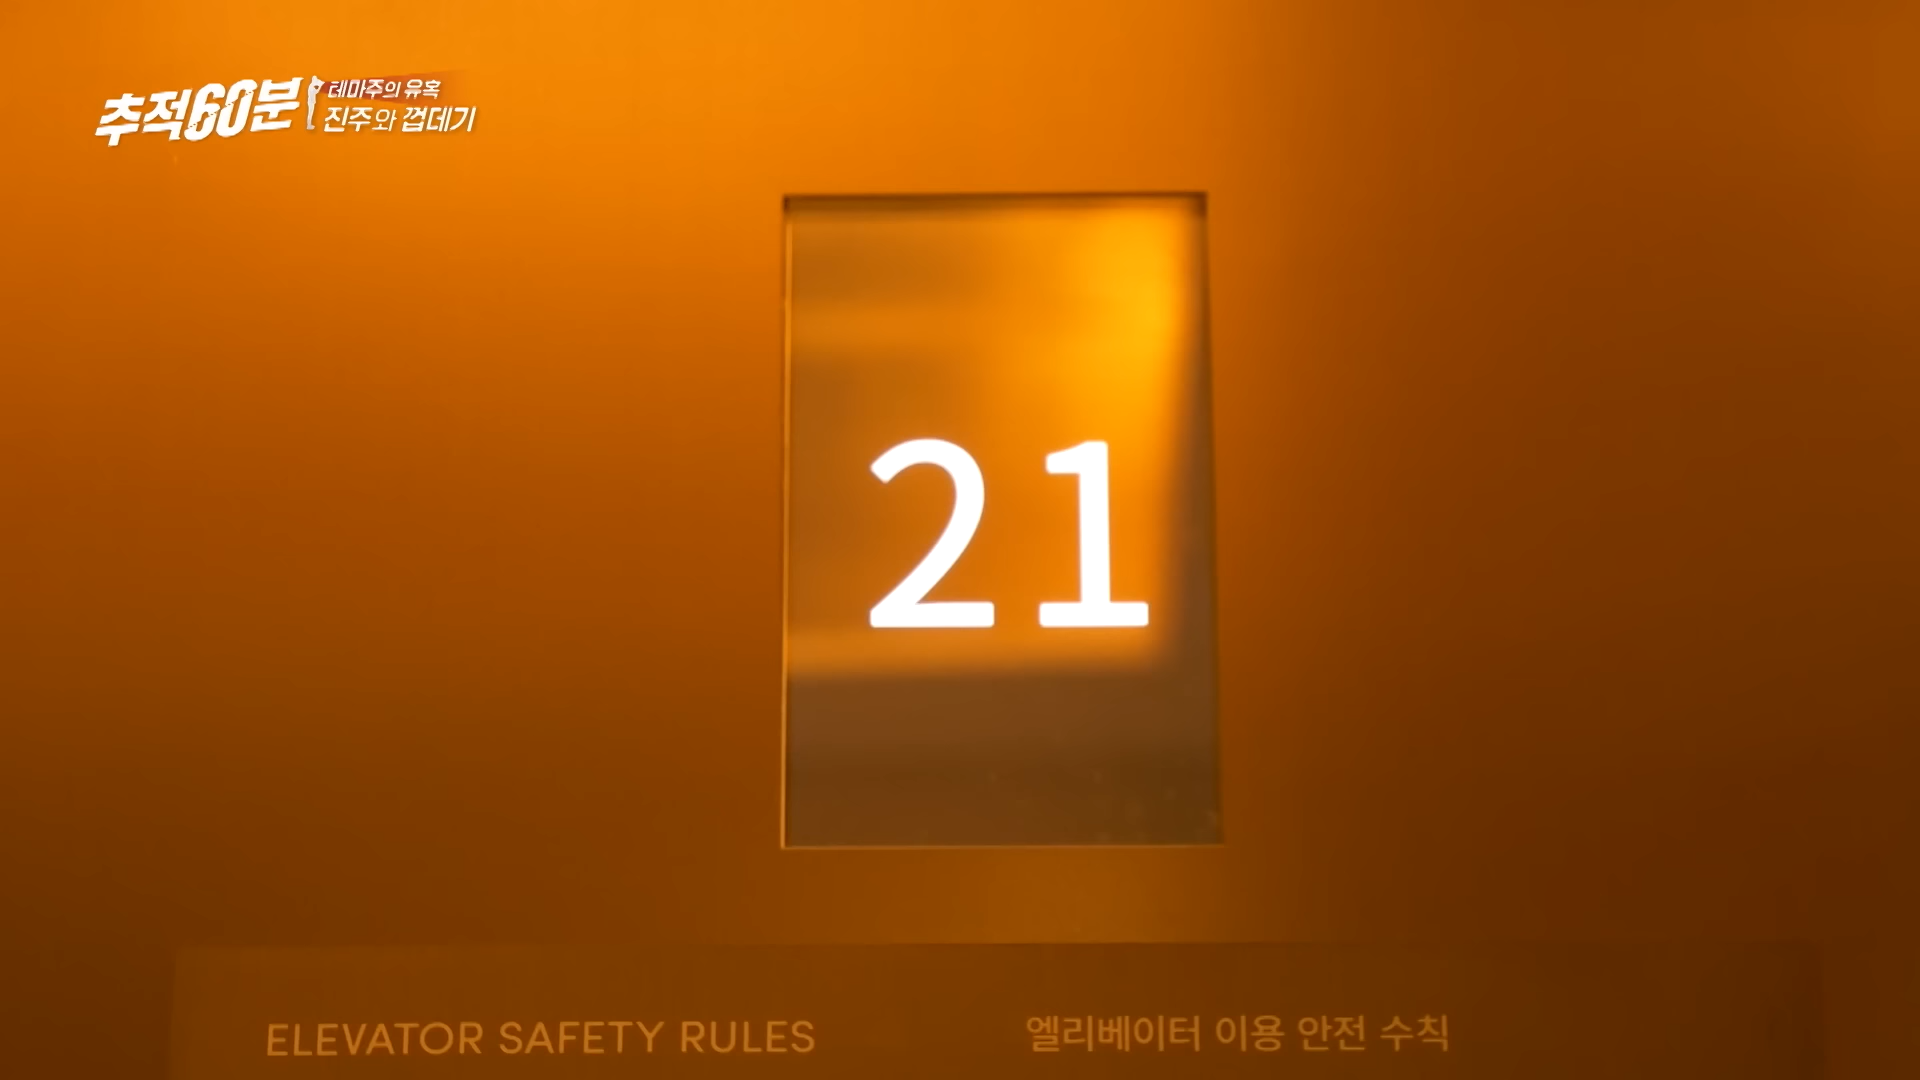 추적60분
테마주의 유혹
진주와 껍데기
21
ELEVATOR SAFETY RULES
엘리베이터 이용 안전 수칙